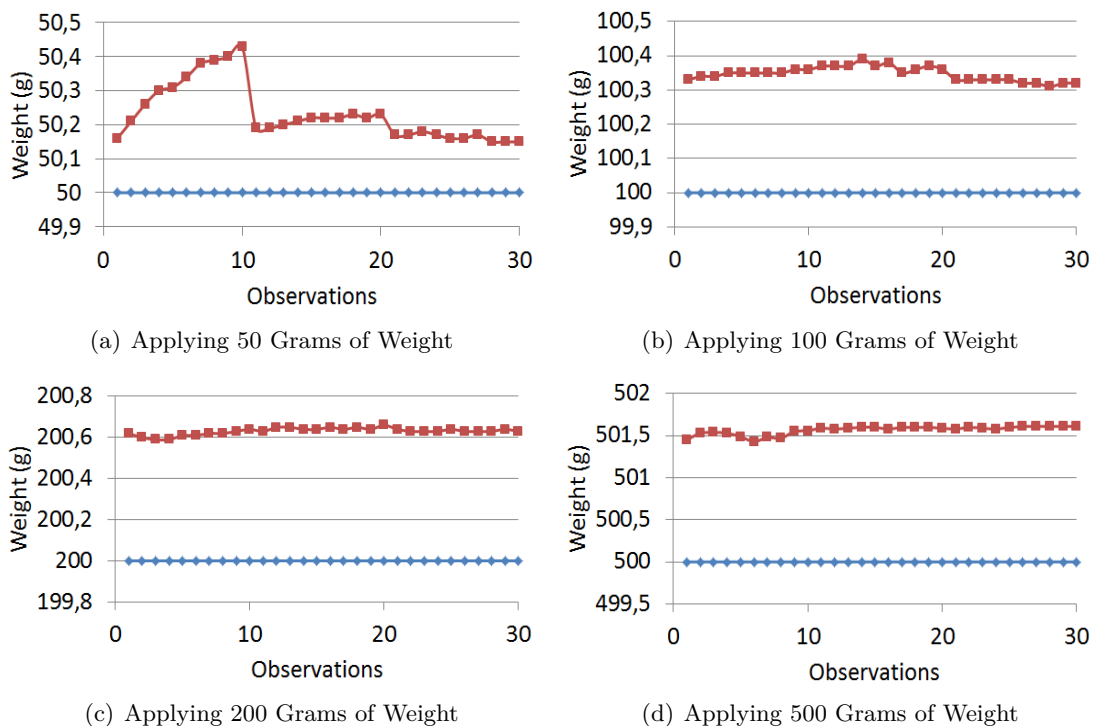 50,5
50,4
50,3
50,2
50,1
50
49,9
Weight (g)
0 10 20 30
Observations
(a) Applying 50 Grams of Weight
100,5
100,4
100,3
100,2
100,1
100
99,9
Weight (g)
0 10 20 30
Observations
(b) Applying 100 Grams of Weight
200,8
200,6
200,4
200,2
200
199,8
Weight (g)
0 10 20 30
Observations
(c) Applying 200 Grams of Weight
502
501,5
501
500,5
500
499,5
Weight (g)
0 10 20 30
Observations
(d) Applying 500 Grams of Weight